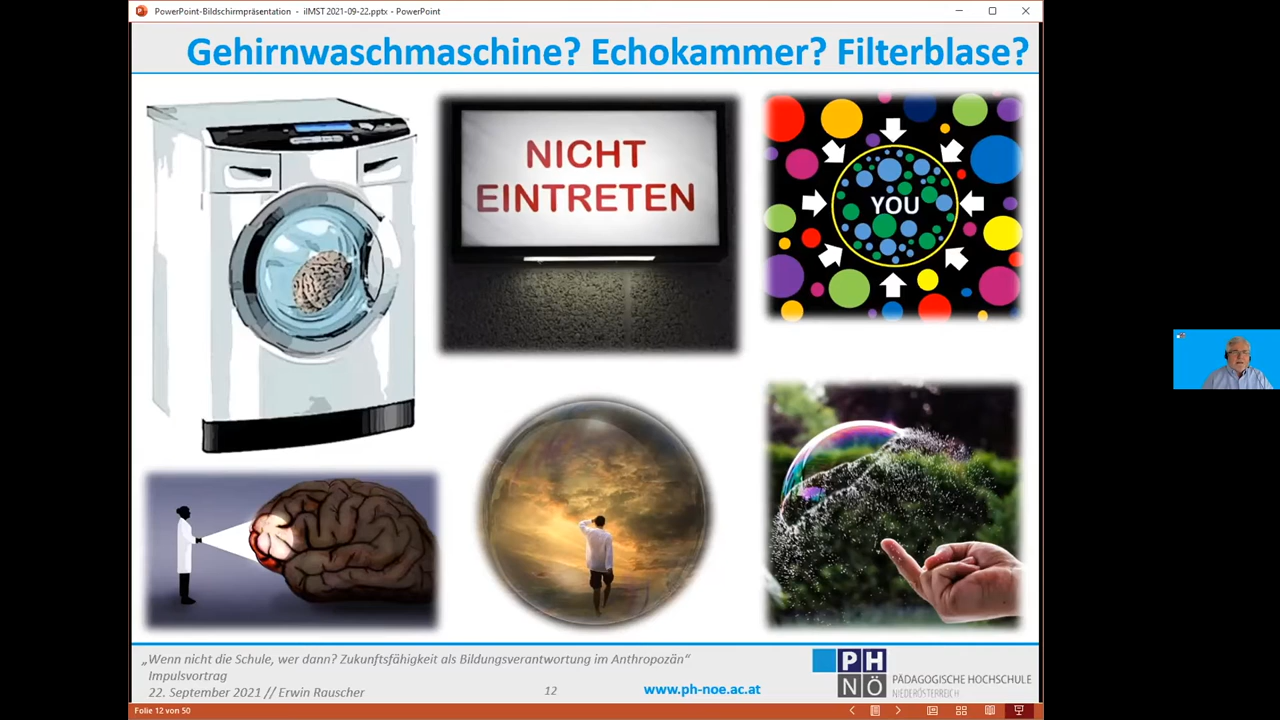 PowerPoint-Bildschirmpräsentation - iIMST 2021-09-22.pptx - PowerPoint
Gehirnwaschmaschine? Echokammer? Filterblase?
NICHT
EINTRETEN
YOU
„Wenn nicht die Schule, wer dann? Zukunftsfähigkeit als Bildungsverantwortung im Anthropozän“
Impulsvortrag
22. September 2021 // Erwin Rauscher
12
www.ph-noe.ac.at
PH
NÖ
PÄDAGOGISCHE HOCHSCHULE
NIEDERÖSTERREICH
Folie 12 von 50